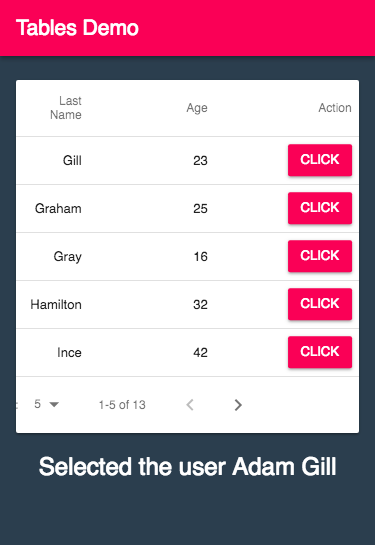 Tables Demo
Last
Name
Age
Action
Gill 23 CLICK
Graham 25 CLICK
Gray 16 CLICK
Hamilton 32 CLICK
Ince 42 CLICK
: 5 1-5 of 13
Selected the user Adam Gill